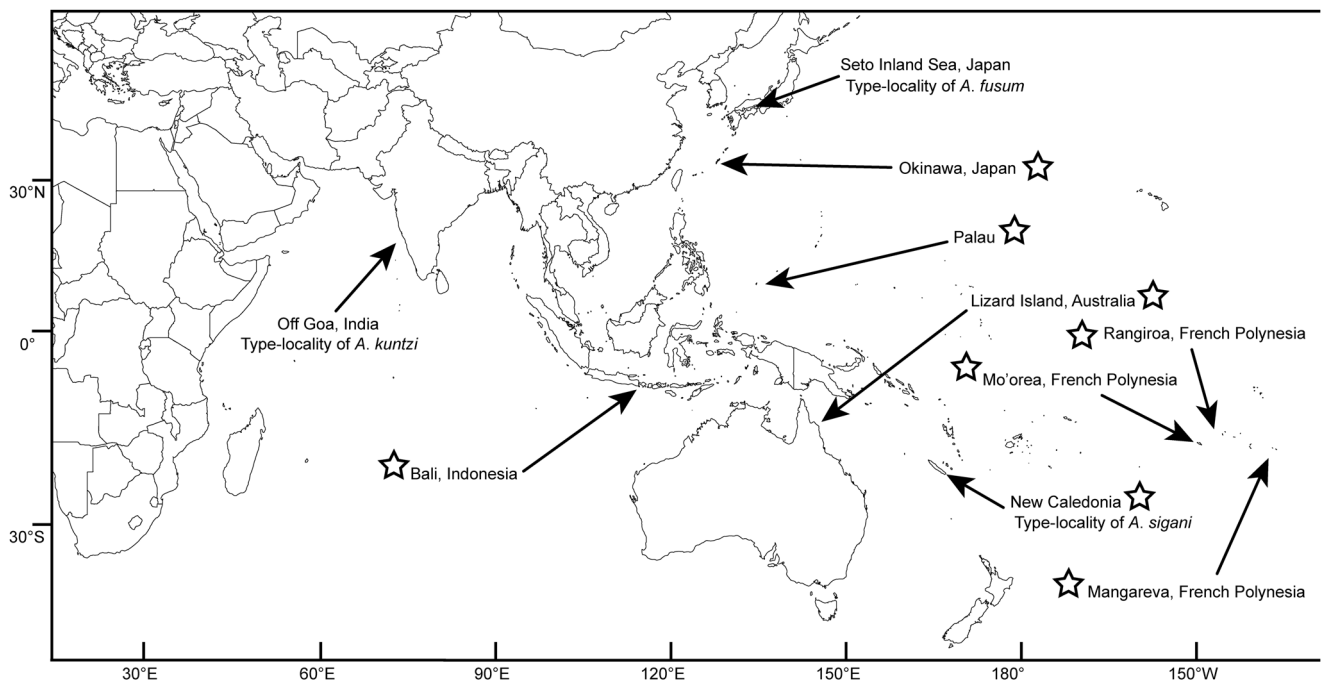 Seto Inland Sea, Japan
Type-locality of A. fusum
Okinawa, Japan
30°N
Palau
Lizard Island, Australia
Off Goa, India
Type-locality of A. kuntzi
Rangiroa, French Polynesia
0°
Mo'orea, French Polynesia
Bali, Indonesia
New Caledonia
Type-locality of A. sigani
30°S
Mangareva, French Polynesia
30°E
60°E
90°E
120°E
150°E
180°
150°W